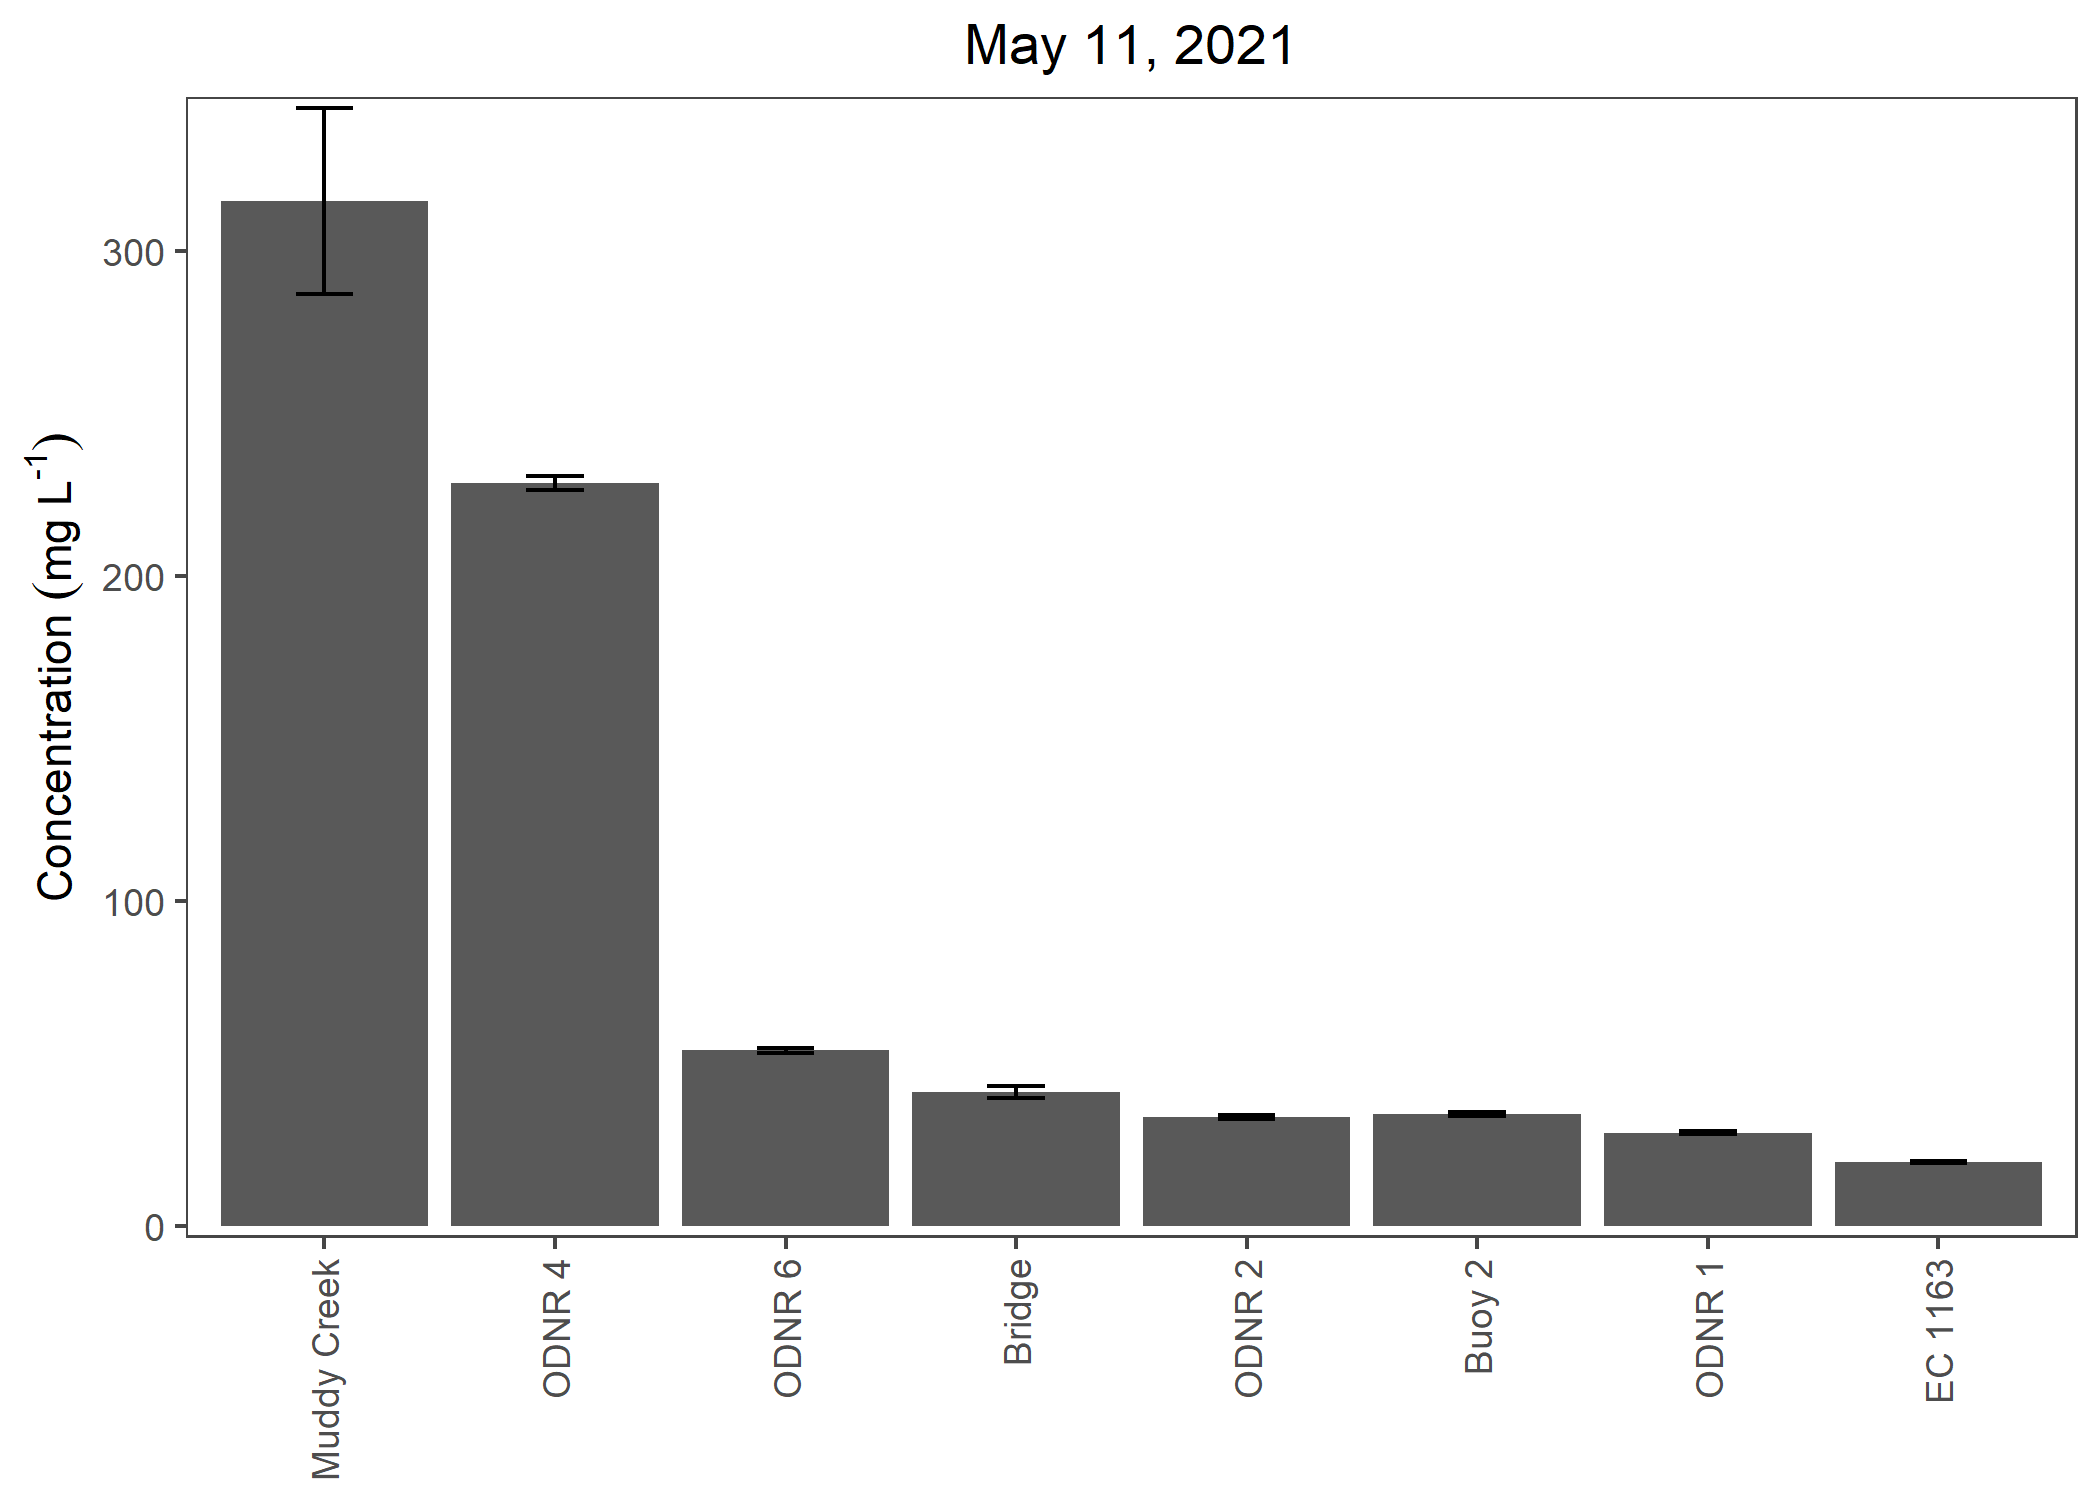 May 11, 2021
Concentration (mg L⁻¹)
300
200
100
0
Muddy Creek
ODNR 4
ODNR 6
Bridge
ODNR 2
Buoy 2
ODNR 1
EC 1163